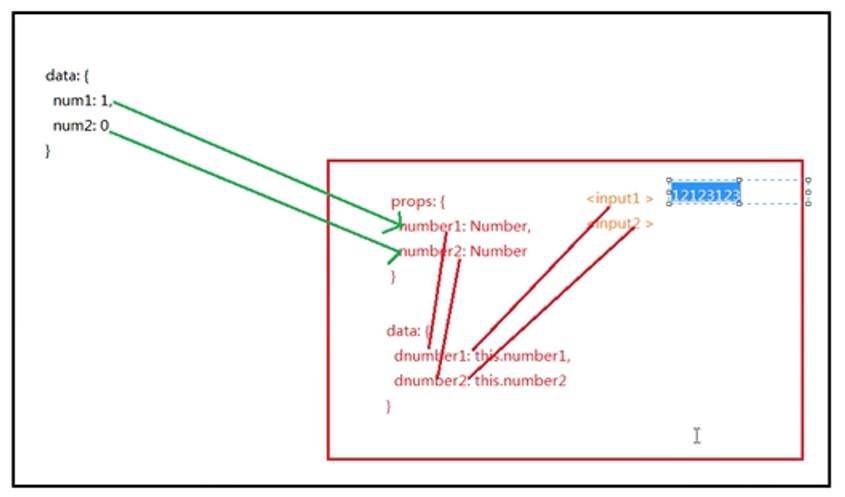 data: {
num1: 1,
num2: 0
}
props: {
number1: Number,
number2: Number
}
<input1 >
<input2 >
12123123
data: {
dnumber1: this.number1,
dnumber2: this.number2
}